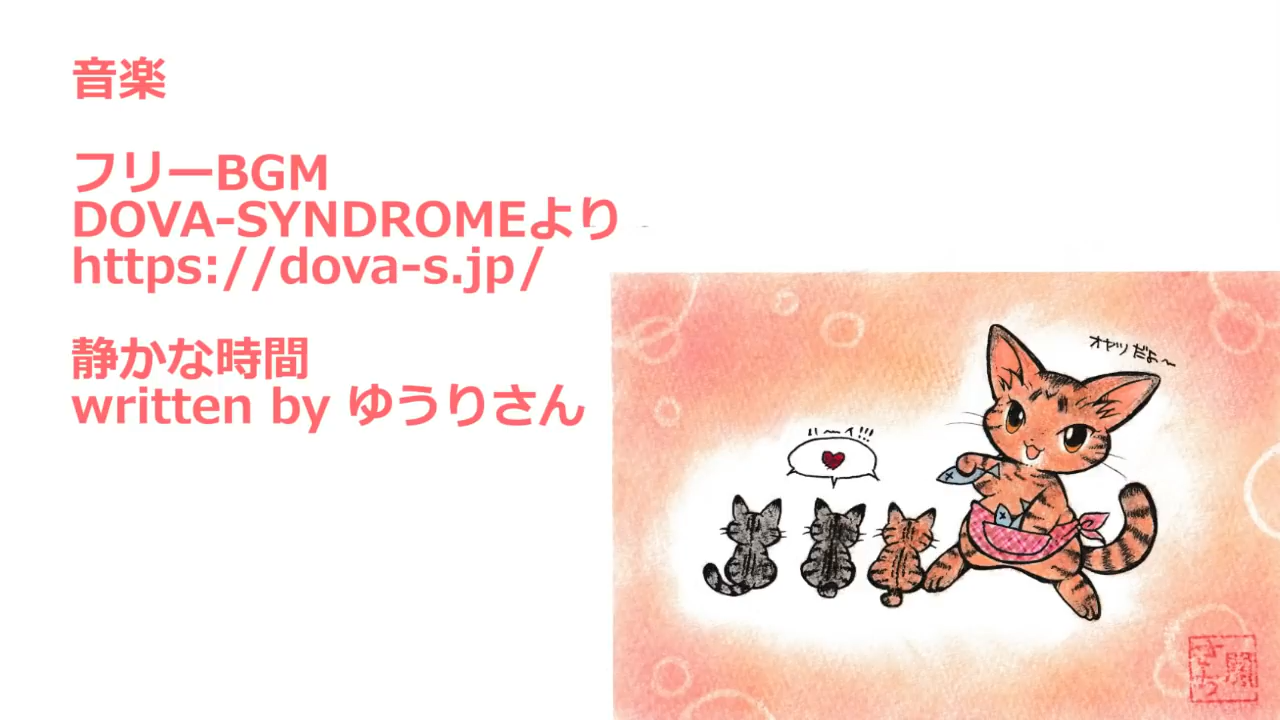 音楽
フリーBGM
DOVA-SYNDROMEより
https://dova-s.jp/
静かな時間
written by ゆうりさん
オヤツだよ〜
ハ〜イ!!!